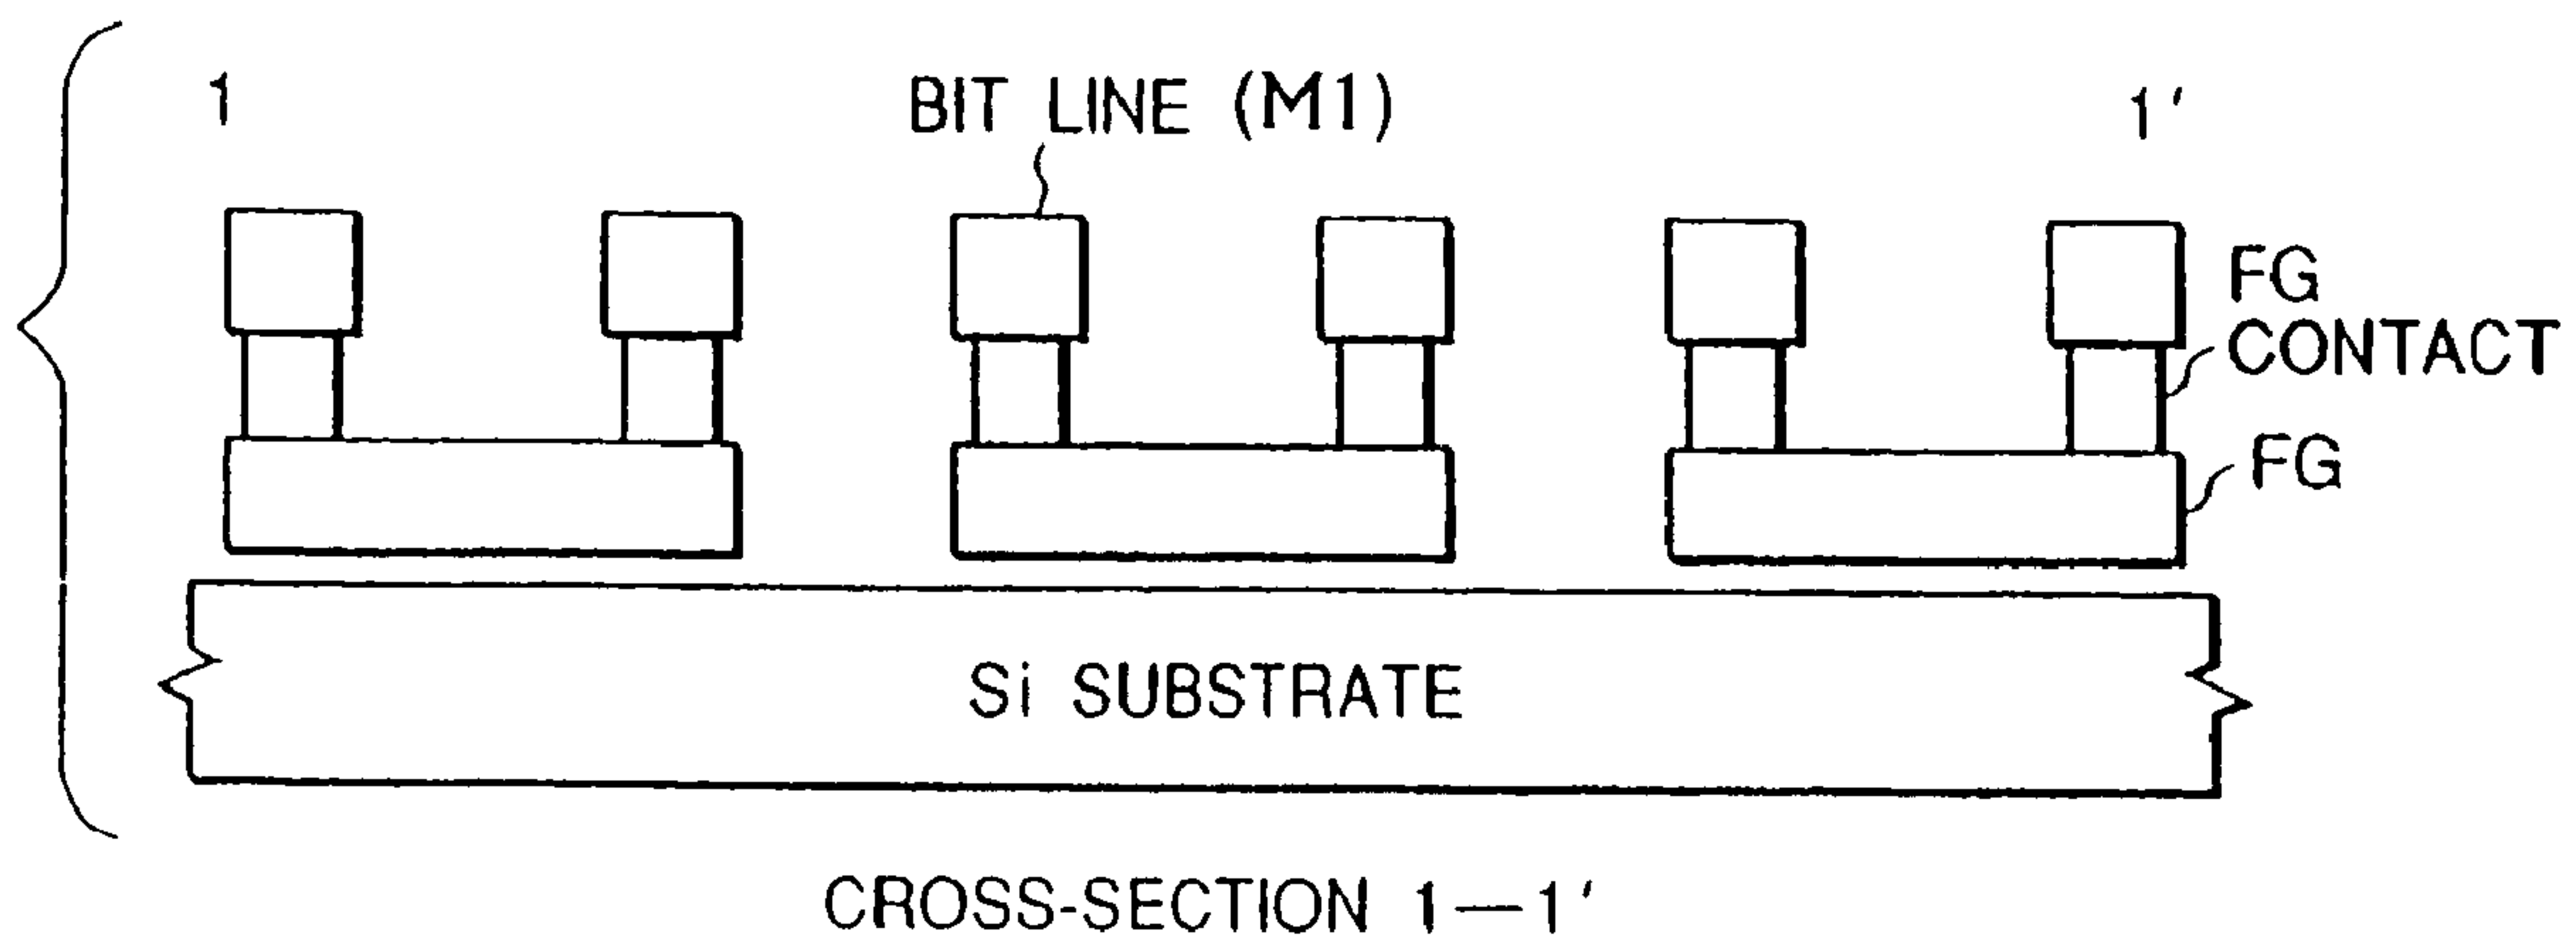 1
BIT LINE (M1)
1'
FG
CONTACT
FG
Si SUBSTRATE
CROSS-SECTION 1—1'